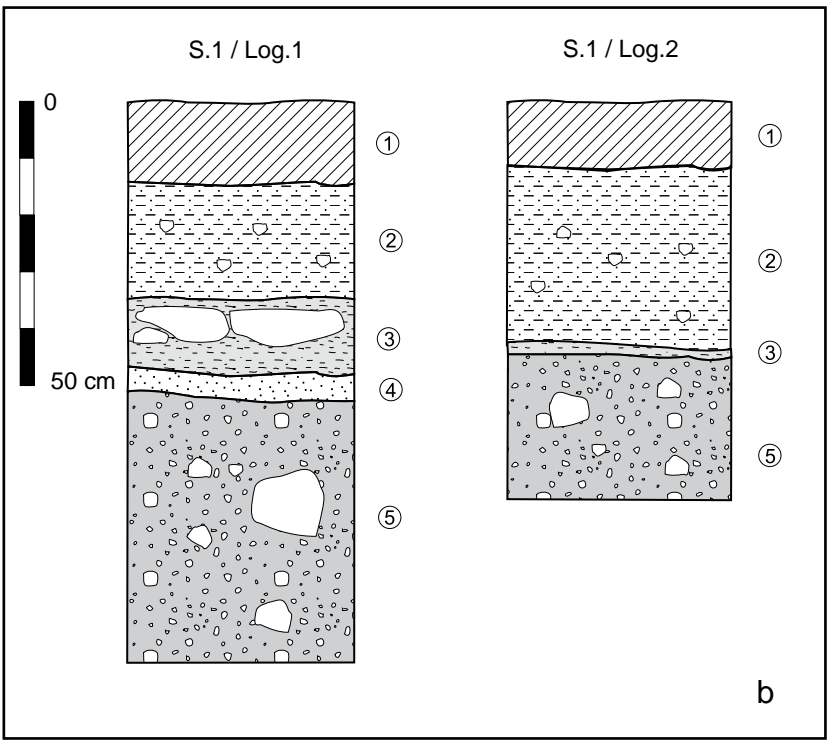 S.1 / Log.1
S.1 / Log.2
0
50 cm
①
②
③
④
⑤
①
②
③
⑤
b